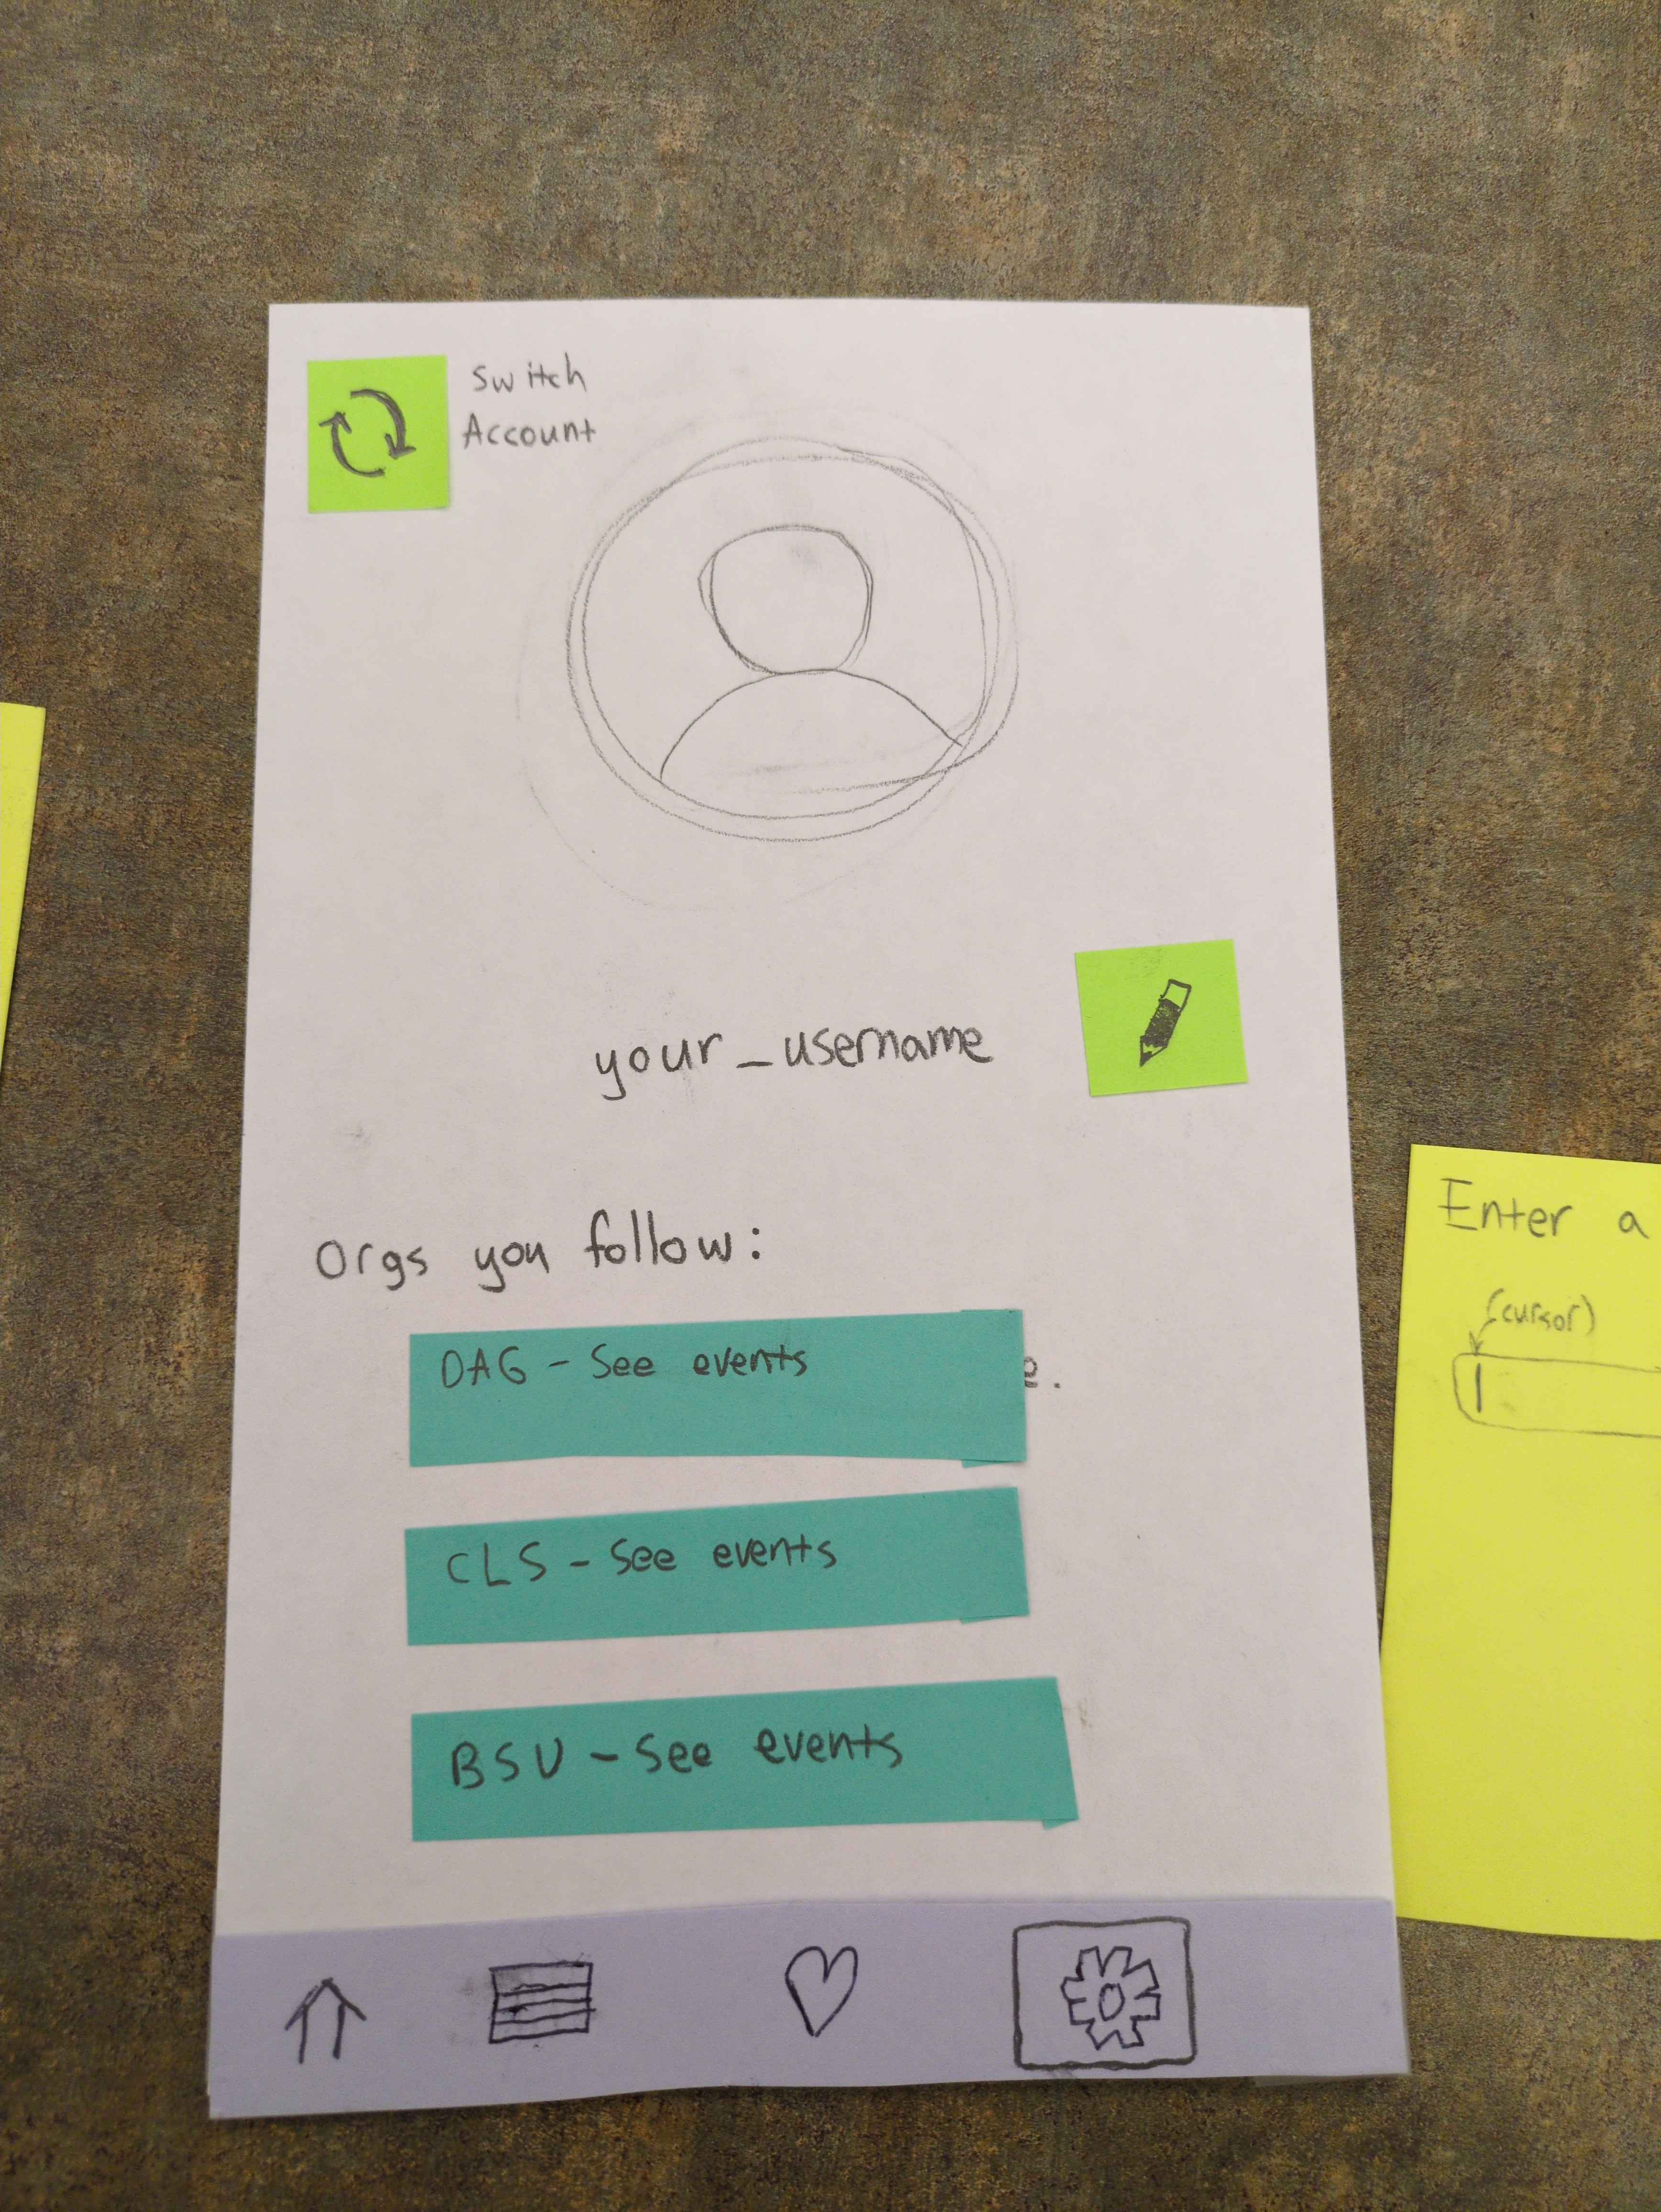 Switch
Account
your_username
Orgs you follow:
DAG - See events
CLS - See events
BSU - See events
Enter a
(cursor)